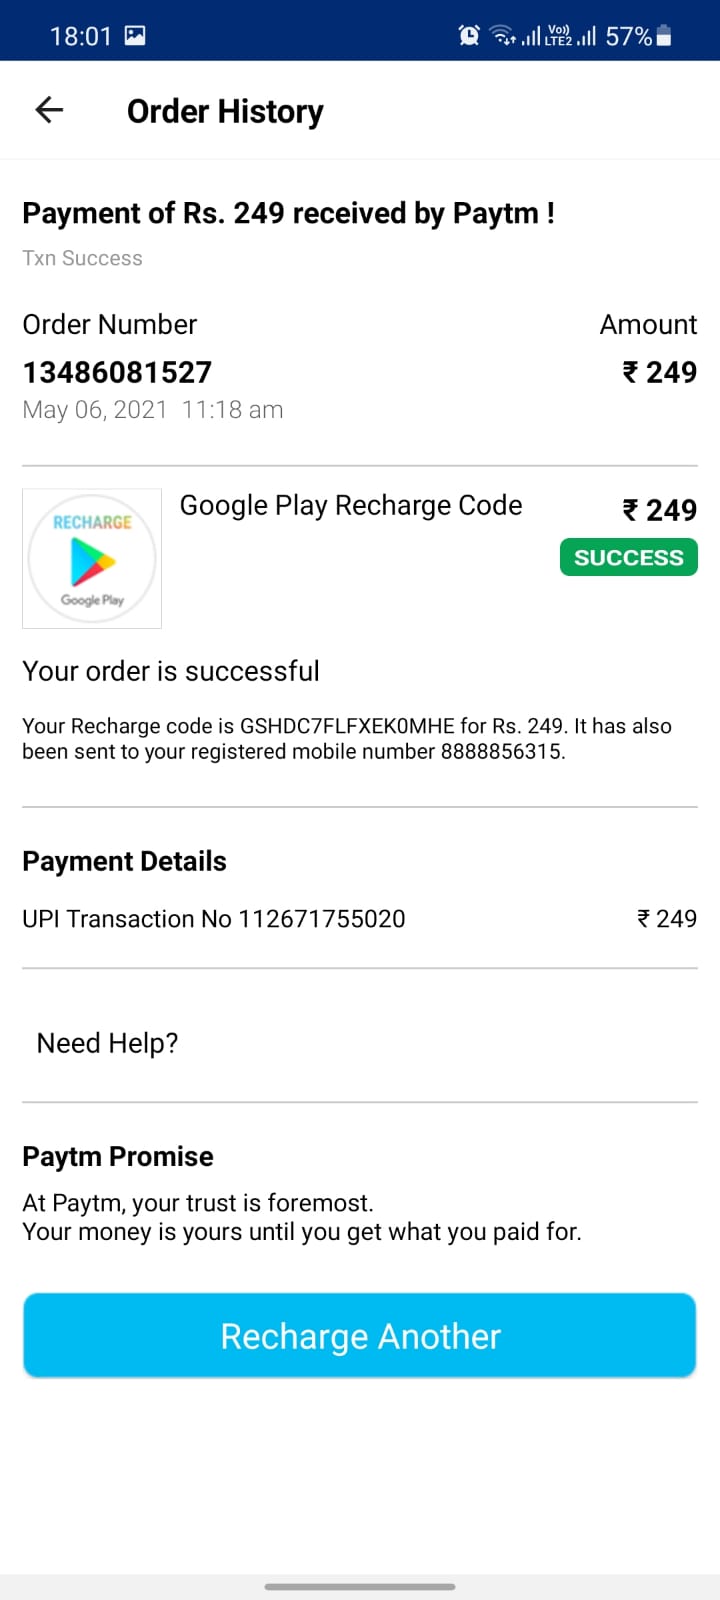 18:01 Vo) LTE2 57%
Order History
Payment of Rs. 249 received by Paytm !
Txn Success
Order Number Amount
13486081527 ₹ 249
May 06, 2021 11:18 am
RECHARGE
Google Play
Google Play Recharge Code ₹ 249
SUCCESS
Your order is successful
Your Recharge code is GSHDC7FLFXEK0MHE for Rs. 249. It has also
been sent to your registered mobile number 8888856315.
Payment Details
UPI Transaction No 112671755020 ₹ 249
Need Help?
Paytm Promise
At Paytm, your trust is foremost.
Your money is yours until you get what you paid for.
Recharge Another